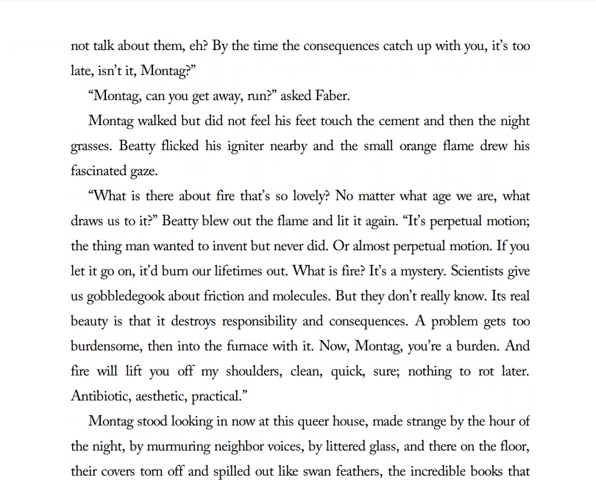 not talk about them, eh? By the time the consequences catch up with you, it's too
late, isn't it, Montag?"
"Montag, can you get away, run?" asked Faber.
Montag walked but did not feel his feet touch the cement and then the night
grasses. Beatty flicked his igniter nearby and the small orange flame drew his
fascinated gaze.
"What is there about fire that's so lovely? No matter what age we are, what
draws us to it?" Beatty blew out the flame and lit it again. "It's perpetual motion;
the thing man wanted to invent but never did. Or almost perpetual motion. If you
let it go on, it'd burn our lifetimes out. What is fire? It's a mystery. Scientists give
us gobbledegook about friction and molecules. But they don't really know. Its real
beauty is that it destroys responsibility and consequences. A problem gets too
burdensome, then into the furnace with it. Now, Montag, you're a burden. And
fire will lift you off my shoulders, clean, quick, sure; nothing to rot later.
Antibiotic, aesthetic, practical."
Montag stood looking in now at this queer house, made strange by the hour of
the night, by murmuring neighbor voices, by littered glass, and there on the floor,
their covers torn off and spilled out like swan feathers, the incredible books that